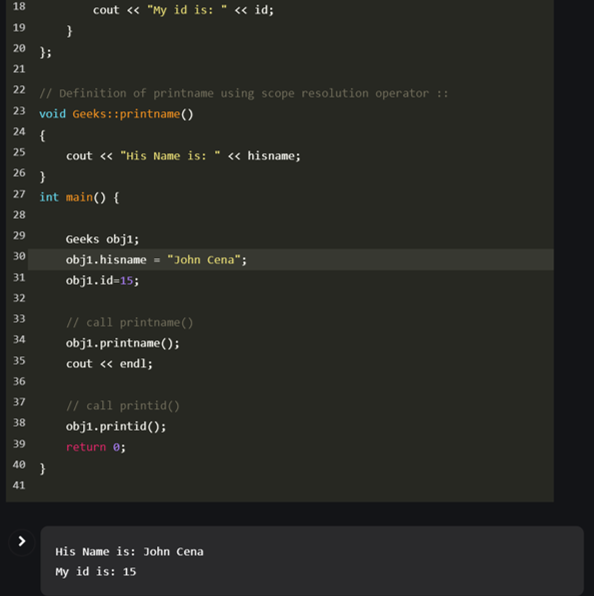 18 cout << "My id is: " << id;
19 }
20 };
21
22 // Definition of printname using scope resolution operator ::
23 void Geeks::printname()
24 {
25 cout << "His Name is: " << hisname;
26 }
27 int main() {
28
29 Geeks obj1;
30 obj1.hisname = "John Cena";
31 obj1.id=15;
32
33 // call printname()
34 obj1.printname();
35 cout << endl;
36
37 // call printid()
38 obj1.printid();
39 return 0;
40 }
41
His Name is: John Cena
My id is: 15